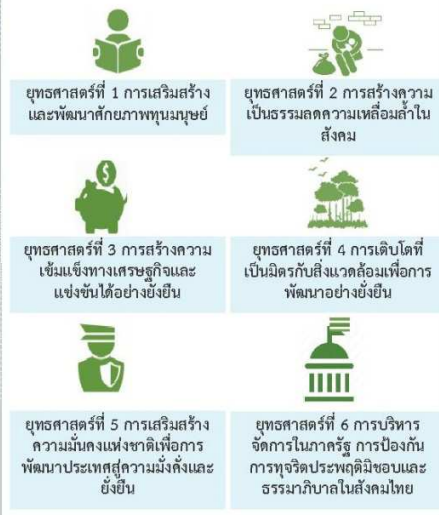 ยุทธศาสตร์ที่ 1 การเสริมสร้าง
และพัฒนาศักยภาพทุนมนุษย์
ยุทธศาสตร์ที่ 2 การสร้างความ
เป็นธรรมลดความเหลื่อมล้ำใน
สังคม
$
ยุทธศาสตร์ที่ 3 การสร้างความ
เข้มแข็งทางเศรษฐกิจและ
แข่งขันได้อย่างยั่งยืน
ยุทธศาสตร์ที่ 4 การเติบโตที่
เป็นมิตรกับสิ่งแวดล้อมเพื่อการ
พัฒนาอย่างยั่งยืน
ยุทธศาสตร์ที่ 5 การเสริมสร้าง
ความมั่นคงแห่งชาติเพื่อการ
พัฒนาประเทศสู่ความมั่งคั่งและ
ยั่งยืน
ยุทธศาสตร์ที่ 6 การบริหาร
จัดการในภาครัฐ การป้องกัน
การทุจริตประพฤติมิชอบและ
ธรรมาภิบาลในสังคมไทย